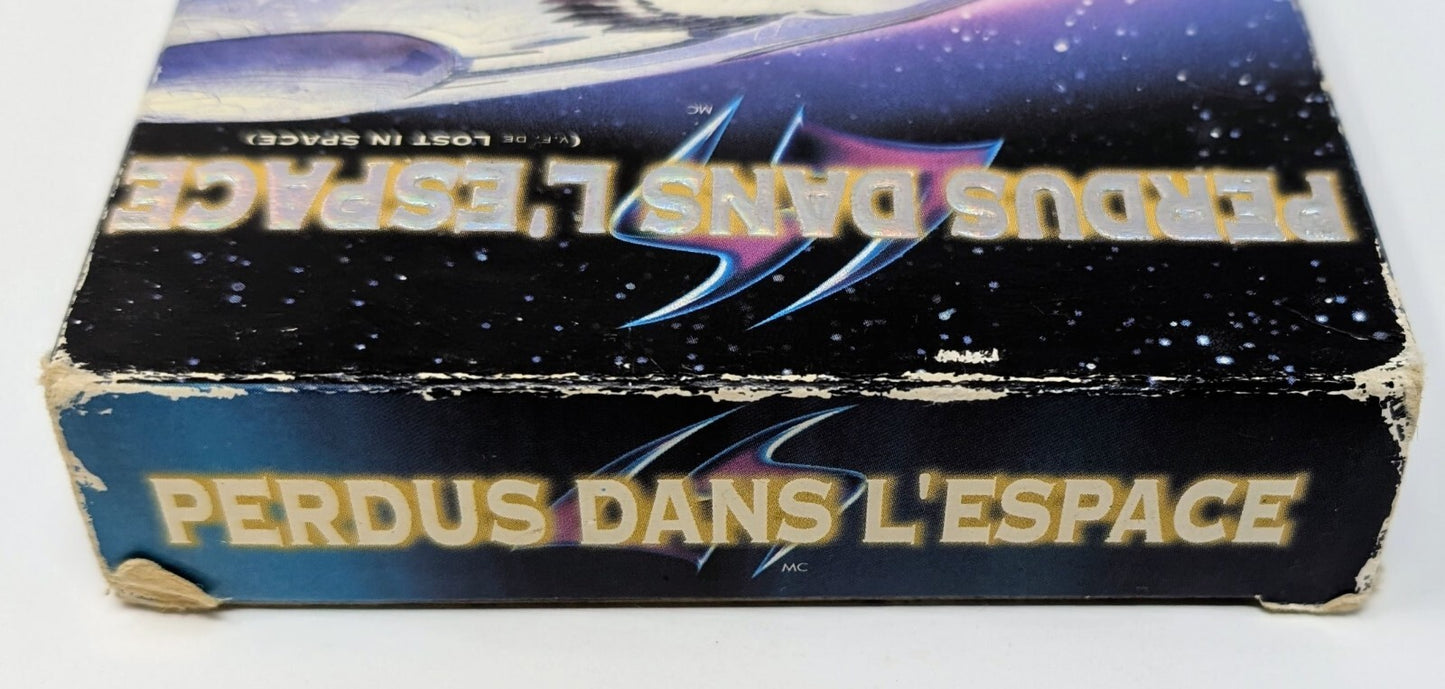 MC
(V.F. DE LOST IN SPACE)
PERDUS DANS L'ESPACE
PERDUS DANS L'ESPACE
MC